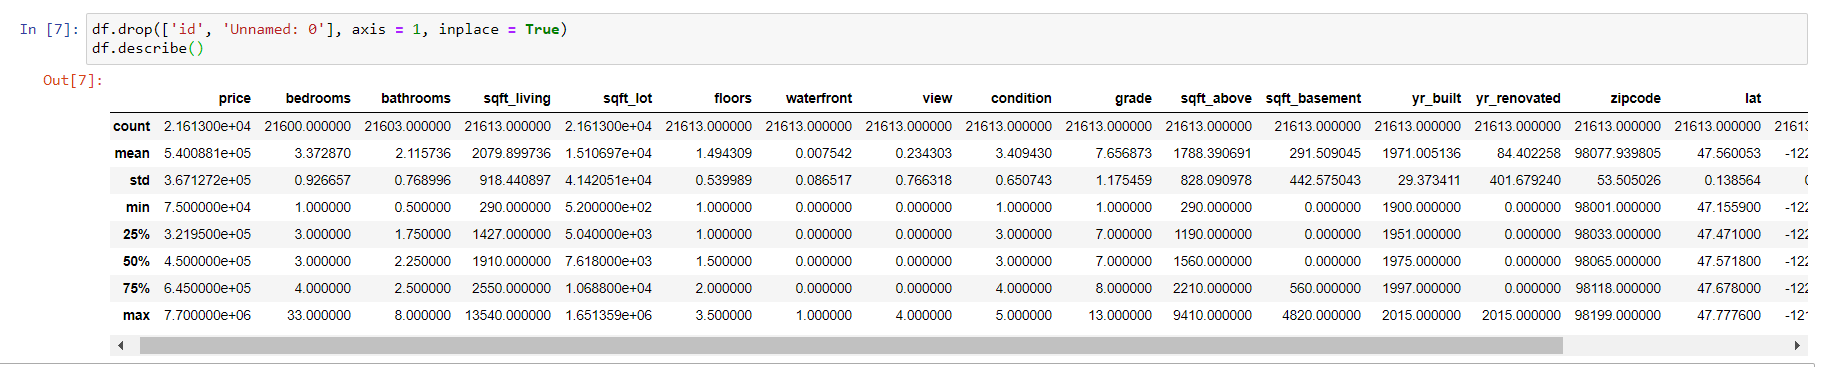 In [7]: df.drop(['id', 'Unnamed: 0'], axis = 1, inplace = True)
df.describe()
Out[7]:
price bedrooms bathrooms sqft_living sqft_lot floors waterfront view condition grade sqft_above sqft_basement yr_built yr_renovated zipcode lat
count 2.161300e+04 21600.000000 21603.000000 21613.000000 2.161300e+04 21613.000000 21613.000000 21613.000000 21613.000000 21613.000000 21613.000000 21613.000000 21613.000000 21613.000000 21613.000000 21613.000000 21613
mean 5.400881e+05 3.372870 2.115736 2079.899736 1.510697e+04 1.494309 0.007542 0.234303 3.409430 7.656873 1788.390691 291.509045 1971.005136 84.402258 98077.939805 47.560053 -122
std 3.671272e+05 0.926657 0.768996 918.440897 4.142051e+04 0.539989 0.086517 0.766318 0.650743 1.175459 828.090978 442.575043 29.373411 401.679240 53.505026 0.138564
min 7.500000e+04 1.000000 0.500000 290.000000 5.200000e+02 1.000000 0.000000 0.000000 1.000000 1.000000 290.000000 0.000000 1900.000000 0.000000 98001.000000 47.155900 -122
25% 3.219500e+05 3.000000 1.750000 1427.000000 5.040000e+03 1.000000 0.000000 0.000000 3.000000 7.000000 1190.000000 0.000000 1951.000000 0.000000 98033.000000 47.471000 -122
50% 4.500000e+05 3.000000 2.250000 1910.000000 7.618000e+03 1.500000 0.000000 0.000000 3.000000 7.000000 1560.000000 0.000000 1975.000000 0.000000 98065.000000 47.571800 -122
75% 6.450000e+05 4.000000 2.500000 2550.000000 1.068800e+04 2.000000 0.000000 0.000000 4.000000 8.000000 2210.000000 560.000000 1997.000000 0.000000 98118.000000 47.678000 -122
max 7.700000e+06 33.000000 8.000000 13540.000000 1.651359e+06 3.500000 1.000000 4.000000 5.000000 13.000000 9410.000000 4820.000000 2015.000000 2015.000000 98199.000000 47.777600 -121